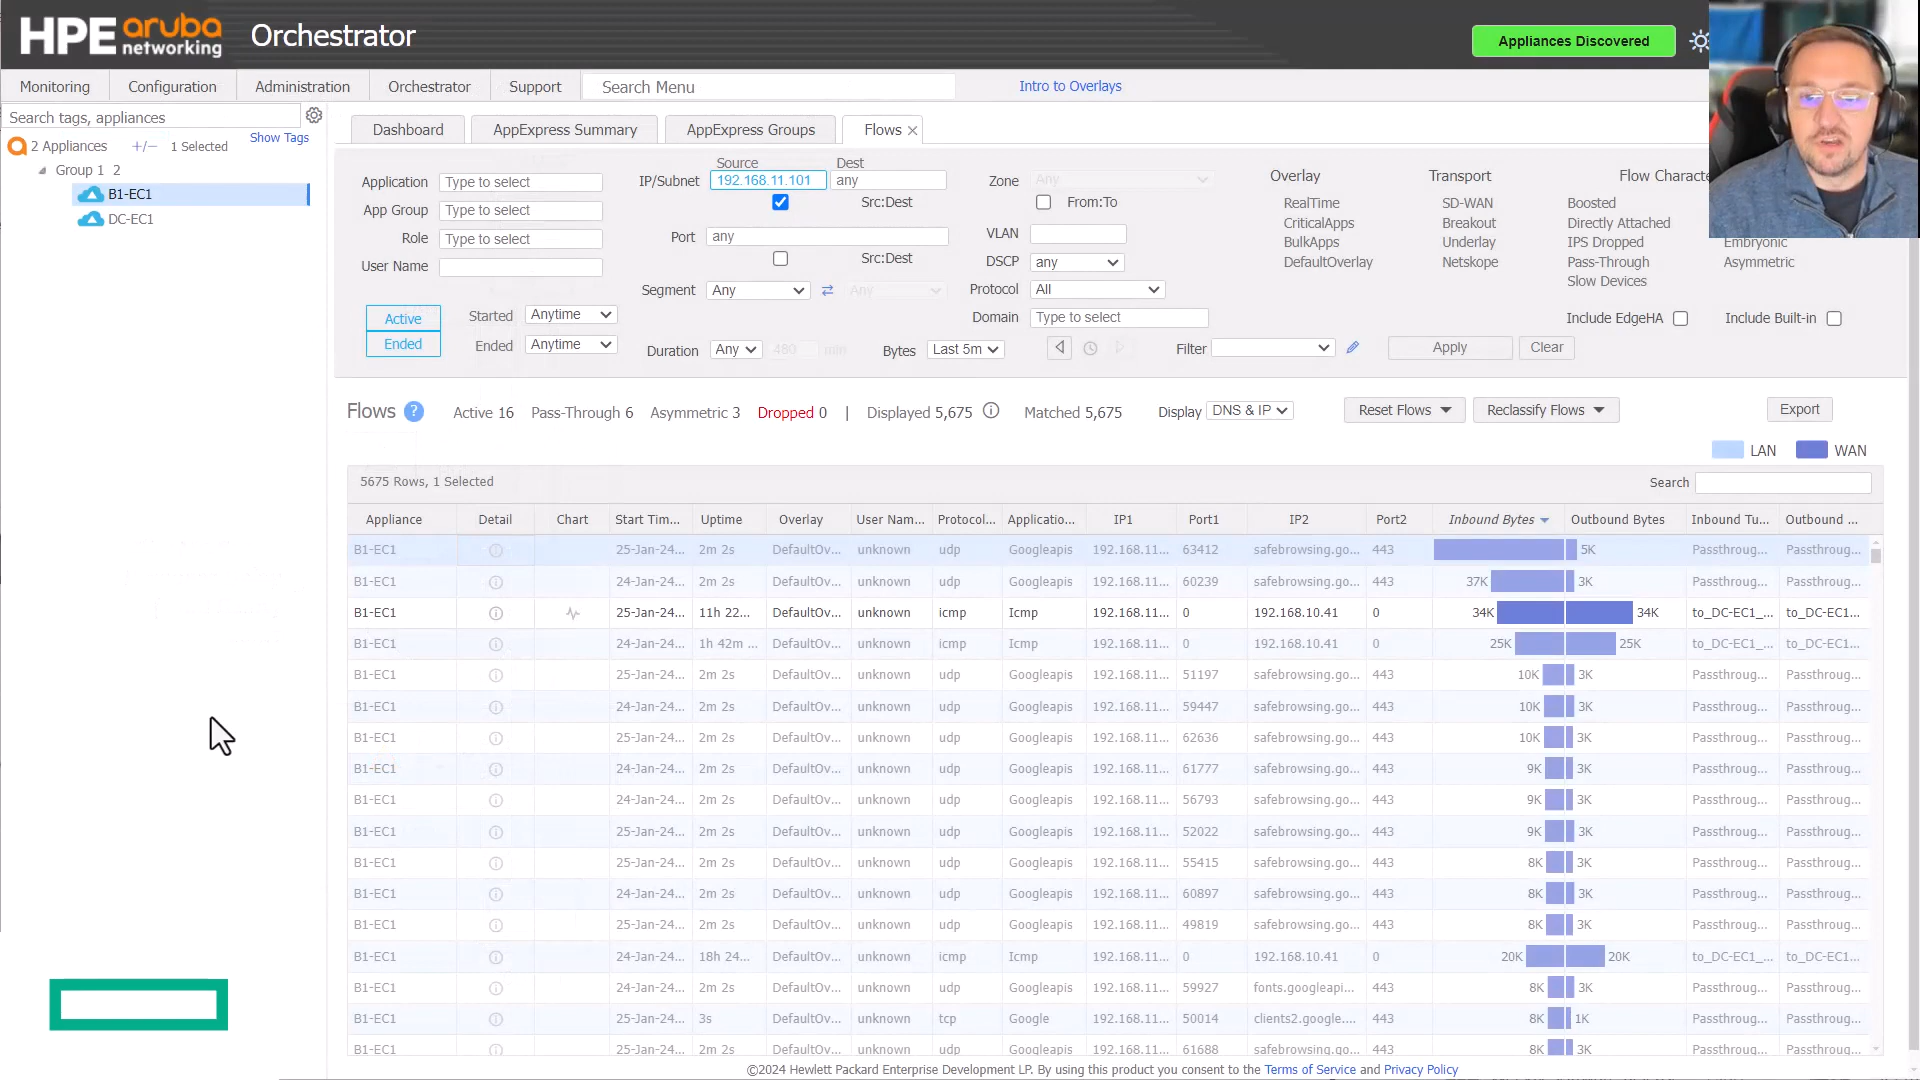 HPE aruba networking Orchestrator
Appliances Discovered
Monitoring Configuration Administration Orchestrator Support Search Menu Intro to Overlays
Search tags, appliances
Show Tags
2 Appliances +/− 1 Selected
Group 1 2
B1-EC1
DC-EC1
Dashboard AppExpress Summary AppExpress Groups Flows ×
Application Type to select
App Group Type to select
Role Type to select
User Name
Active
Ended
Started Anytime
Ended Anytime
Source Dest
IP/Subnet 192.168.11.101 any
Src:Dest
Port any
Src:Dest
Segment Any Any
Duration Any 480 min Bytes Last 5m
Zone Any
From:To
VLAN
DSCP any
Protocol All
Domain Type to select
Filter Apply Clear
Overlay
RealTime
CriticalApps
BulkApps
DefaultOverlay
Transport
SD-WAN
Breakout
Underlay
Netskope
Boosted
Directly Attached
IPS Dropped
Pass-Through
Slow Devices
Embryonic
Asymmetric
Include EdgeHA Include Built-in
Flows ? Active 16 Pass-Through 6 Asymmetric 3 Dropped 0 | Displayed 5,675 Matched 5,675 Display DNS & IP Reset Flows Reclassify Flows Export
LAN WAN
5675 Rows, 1 Selected Search
Appliance Detail Chart Start Tim... Uptime Overlay User Nam... Protocol... Applicatio... IP1 Port1 IP2 Port2 Inbound Bytes Outbound Bytes Inbound Tu... Outbound ...
B1-EC1 25-Jan-24... 2m 2s DefaultOv... unknown udp Googleapis 192.168.11... 63412 safebrowsing.go... 443 5K Passthroug... Passthroug...
B1-EC1 24-Jan-24... 2m 2s DefaultOv... unknown udp Googleapis 192.168.11... 60239 safebrowsing.go... 443 37K 3K Passthroug... Passthroug...
B1-EC1 25-Jan-24... 11h 22... DefaultOv... unknown icmp Icmp 192.168.11... 0 192.168.10.41 0 34K 34K to_DC-EC1_... to_DC-EC1...
B1-EC1 24-Jan-24... 1h 42m ... DefaultOv... unknown icmp Icmp 192.168.11... 0 192.168.10.41 0 25K 25K to_DC-EC1_... to_DC-EC1...
B1-EC1 24-Jan-24... 2m 2s DefaultOv... unknown udp Googleapis 192.168.11... 51197 safebrowsing.go... 443 10K 3K Passthroug... Passthroug...
B1-EC1 24-Jan-24... 2m 2s DefaultOv... unknown udp Googleapis 192.168.11... 59447 safebrowsing.go... 443 10K 3K Passthroug... Passthroug...
B1-EC1 24-Jan-24... 2m 2s DefaultOv... unknown udp Googleapis 192.168.11... 62636 safebrowsing.go... 443 10K 3K Passthroug... Passthroug...
B1-EC1 24-Jan-24... 2m 2s DefaultOv... unknown udp Googleapis 192.168.11... 61777 safebrowsing.go... 443 9K 3K Passthroug... Passthroug...
B1-EC1 24-Jan-24... 2m 2s DefaultOv... unknown udp Googleapis 192.168.11... 56793 safebrowsing.go... 443 9K 3K Passthroug... Passthroug...
B1-EC1 25-Jan-24... 2m 2s DefaultOv... unknown udp Googleapis 192.168.11... 52022 safebrowsing.go... 443 9K 3K Passthroug... Passthroug...
B1-EC1 25-Jan-24... 2m 2s DefaultOv... unknown udp Googleapis 192.168.11... 55415 safebrowsing.go... 443 8K 3K Passthroug... Passthroug...
B1-EC1 24-Jan-24... 2m 2s DefaultOv... unknown udp Googleapis 192.168.11... 60897 safebrowsing.go... 443 8K 3K Passthroug... Passthroug...
B1-EC1 25-Jan-24... 2m 2s DefaultOv... unknown udp Googleapis 192.168.11... 49819 safebrowsing.go... 443 8K 3K Passthroug... Passthroug...
B1-EC1 24-Jan-24... 18h 24... DefaultOv... unknown icmp Icmp 192.168.11... 0 192.168.10.41 0 20K 20K to_DC-EC1_... to_DC-EC1...
B1-EC1 24-Jan-24... 2m 2s DefaultOv... unknown udp Googleapis 192.168.11... 59927 fonts.googleapi... 443 8K 3K Passthroug... Passthroug...
B1-EC1 25-Jan-24... 3s DefaultOv... unknown tcp Google 192.168.11... 50014 clients2.google.... 443 8K 1K Passthroug... Passthroug...
B1-EC1 25-Jan-24... 2m 2s DefaultOv... unknown udp Googleapis 192.168.11... 61688 safebrowsing.go... 443 8K 3K Passthroug... Passthroug...
©2024 Hewlett Packard Enterprise Development LP. By using this product you consent to the Terms of Service and Privacy Policy